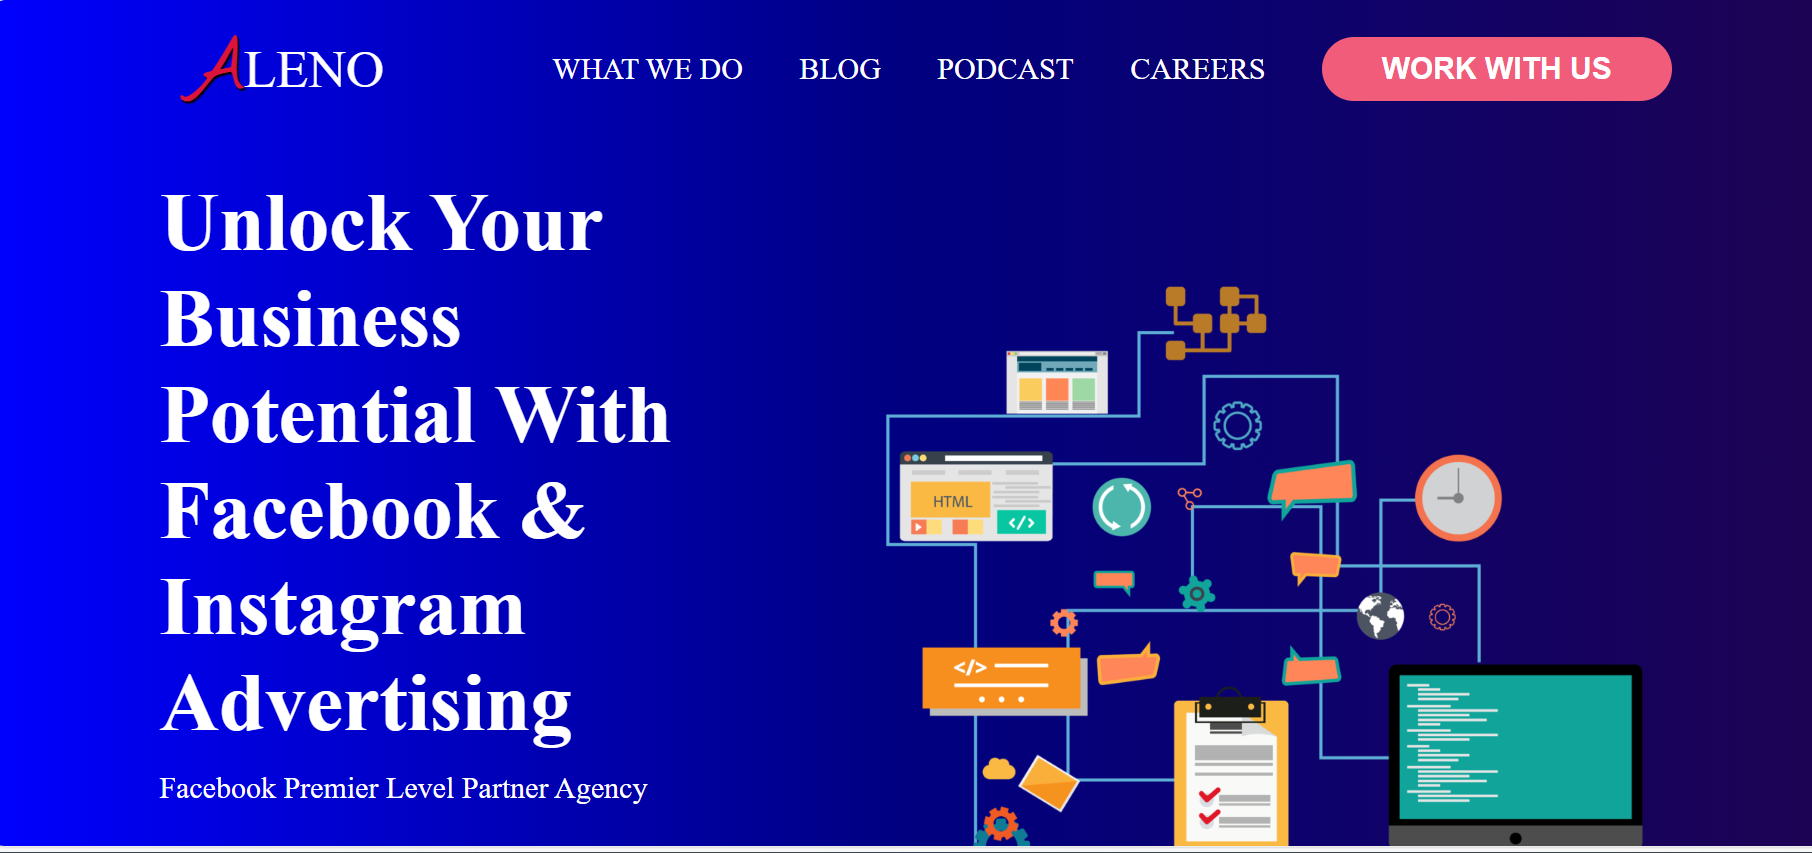 ALENO
WHAT WE DO
BLOG
PODCAST
CAREERS
WORK WITH US
Unlock Your
Business
Potential With
Facebook &
Instagram
Advertising
Facebook Premier Level Partner Agency
HTML
</>
</>